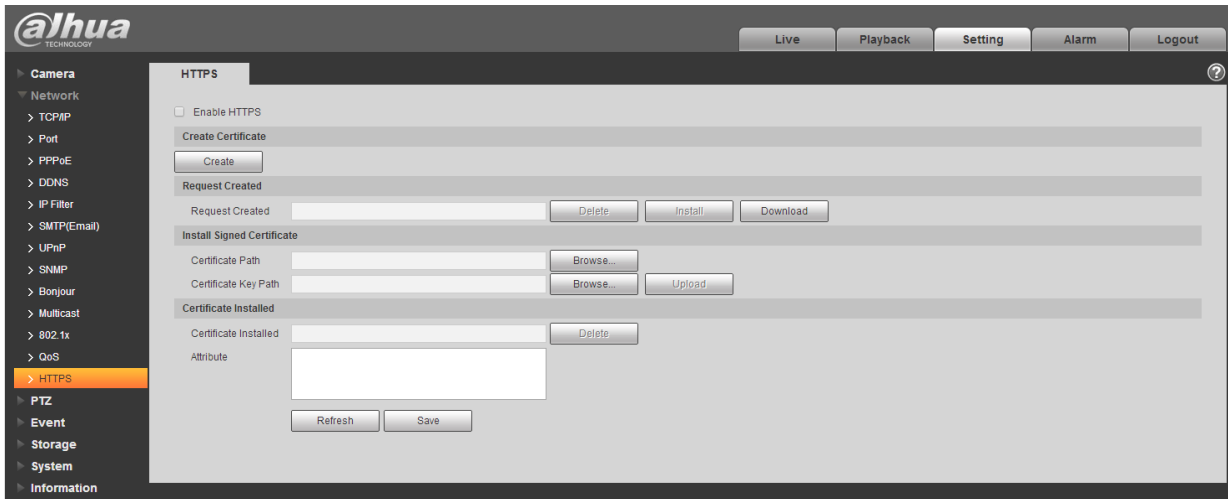 alhua
TECHNOLOGY
Live Playback Setting Alarm Logout
Camera
Network
TCP/IP
Port
PPPoE
DDNS
IP Filter
SMTP(Email)
UPnP
SNMP
Bonjour
Multicast
802.1x
QoS
HTTPS
PTZ
Event
Storage
System
Information
HTTPS ?
Enable HTTPS
Create Certificate
Create
Request Created
Request Created Delete Install Download
Install Signed Certificate
Certificate Path Browse...
Certificate Key Path Browse... Upload
Certificate Installed
Certificate Installed Delete
Attribute
Refresh Save